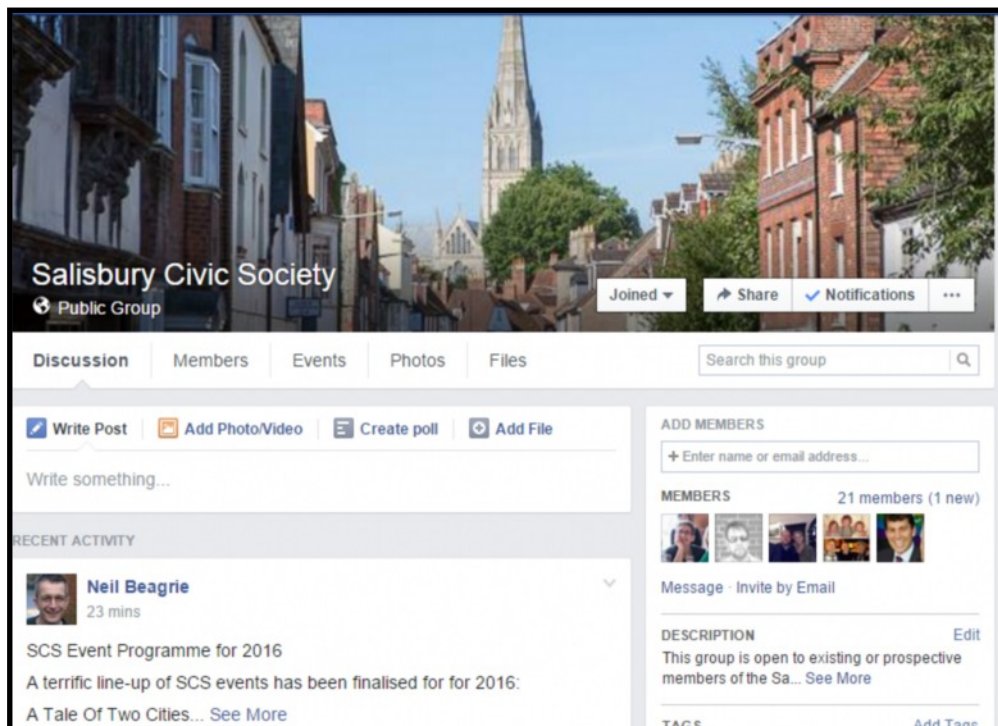 Salisbury Civic Society
Public Group
Joined
Share
Notifications
Discussion
Members
Events
Photos
Files
Search this group
Write Post
Add Photo/Video
Create poll
Add File
Write something...
RECENT ACTIVITY
Neil Beagrie
23 mins
SCS Event Programme for 2016
A terrific line-up of SCS events has been finalised for for 2016:
A Tale Of Two Cities... See More
ADD MEMBERS
+ Enter name or email address...
MEMBERS 21 members (1 new)
Message · Invite by Email
DESCRIPTION Edit
This group is open to existing or prospective
members of the Sa... See More
TAGS Add Tags